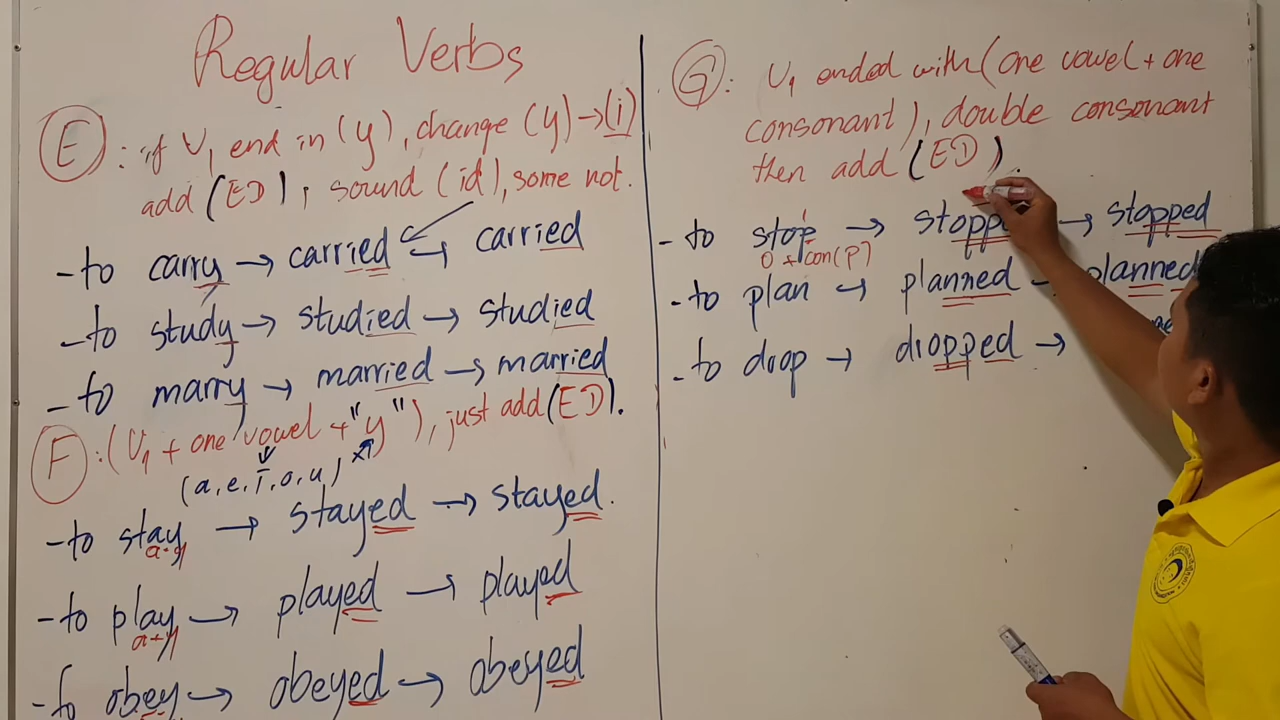 Regular Verbs
E : if V1 end in (y), change (y) → (i)
add (ED), sound (id), some not.
- to carry → carried → carried
- to study → studied → studied
- to marry → married → married
F : (V1 + one vowel + "y"), just add (ED).
(a, e, i, o, u)
- to stay → stayed → stayed.
a + y
- to play → played → played
a + y
- to obey → obeyed → obeyed
G : V1 ended with (one vowel + one
consonant), double consonant
then add (ED).
- to stop → stopp → stopped
o + con(p)
- to plan → planned → planned
- to drop → dropped →